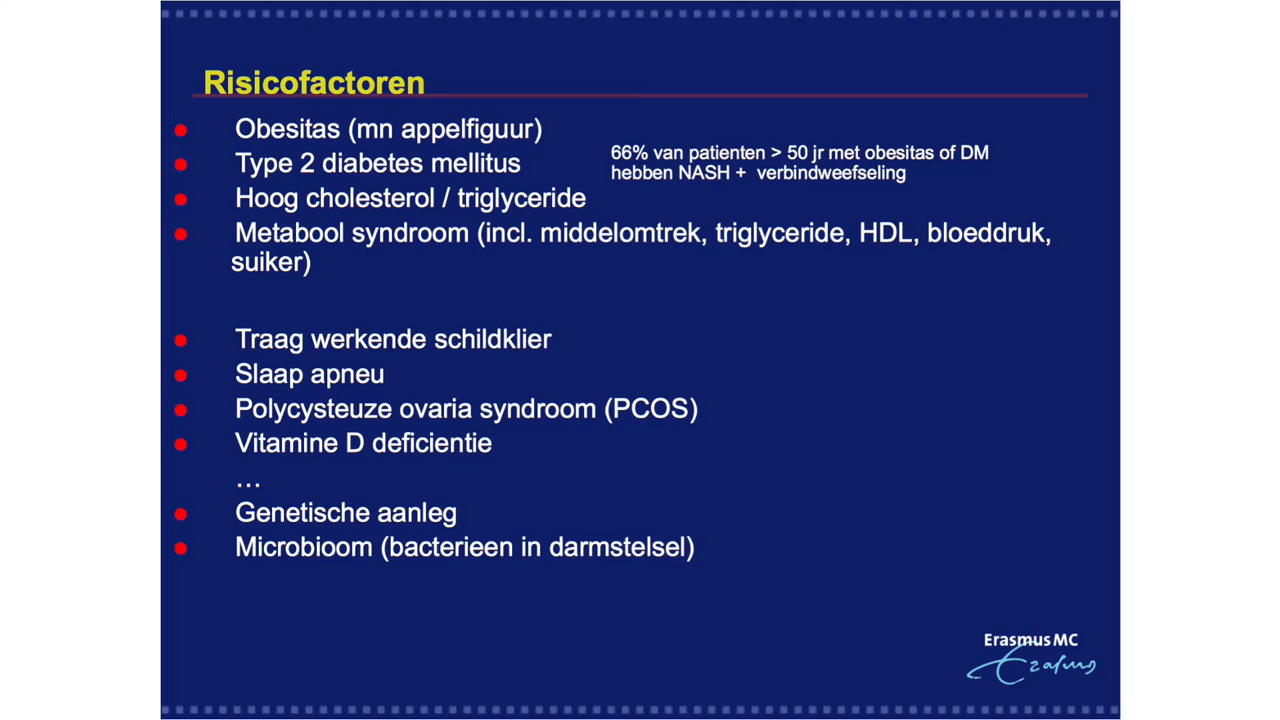 Risicofactoren
Obesitas (mn appelfiguur)
Type 2 diabetes mellitus
66% van patienten > 50 jr met obesitas of DM
hebben NASH + verbindweefseling
Hoog cholesterol / triglyceride
Metabool syndroom (incl. middelomtrek, triglyceride, HDL, bloeddruk,
suiker)
Traag werkende schildklier
Slaap apneu
Polycysteuze ovaria syndroom (PCOS)
Vitamine D deficientie
…
Genetische aanleg
Microbioom (bacterieen in darmstelsel)
Erasmus MC
Erasmus